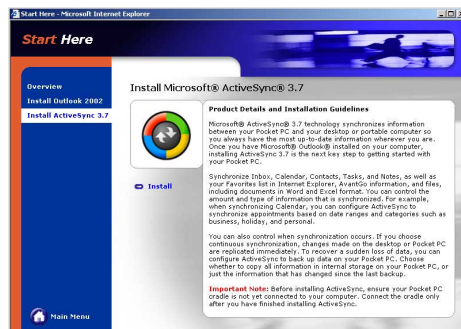 Start Here - Microsoft Internet Explorer
Start Here
Overview
Install Outlook 2002
Install ActiveSync 3.7
Install Microsoft® ActiveSync® 3.7
Install
Product Details and Installation Guidelines
Microsoft® ActiveSync® 3.7 technology synchronizes information
between your Pocket PC and your desktop or portable computer so
you always have the most up-to-date information wherever you are.
Once you have Microsoft® Outlook® installed on your computer,
installing ActiveSync 3.7 is the next key step to getting started with
your Pocket PC.
Synchronize Inbox, Calendar, Contacts, Tasks, and Notes, as well as
your Favorites list in Internet Explorer, AvantGo information, and files,
including documents in Word and Excel format. You can control the
amount and type of information that is synchronized. For example,
when synchronizing Calendar, you can configure ActiveSync to
synchronize appointments based on date ranges and categories such as
business, holiday, and personal.
You can also control when synchronization occurs. If you choose
continuous synchronization, changes made on the desktop or Pocket PC
are replicated immediately. To recover a sudden loss of data, you can
configure ActiveSync to back up data on your Pocket PC. Choose
whether to copy all information in internal storage on your Pocket PC, or
just the information that has changed since the last backup.
Important Note: Before installing ActiveSync, ensure your Pocket PC
cradle is not yet connected to your computer. Connect the cradle only
after you have finished installing ActiveSync.
Main Menu